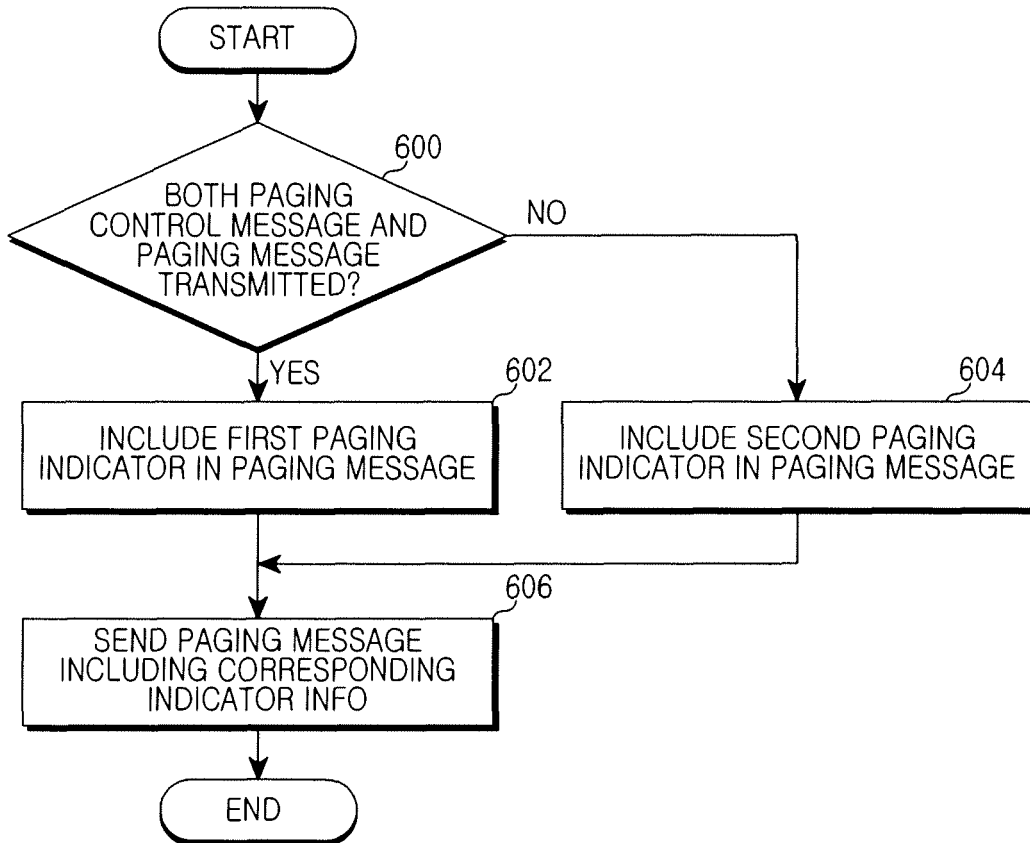 START
600
BOTH PAGING
CONTROL MESSAGE AND
PAGING MESSAGE
TRANSMITTED?
NO
YES
602
INCLUDE FIRST PAGING
INDICATOR IN PAGING MESSAGE
604
INCLUDE SECOND PAGING
INDICATOR IN PAGING MESSAGE
606
SEND PAGING MESSAGE
INCLUDING CORRESPONDING
INDICATOR INFO
END